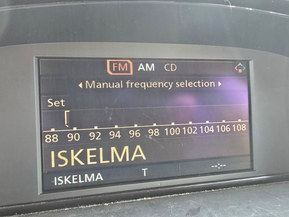 FM AM CD
Manual frequency selection
Set
88 90 92 94 96 98 100 102 104 106 108
ISKELMA
ISKELMA T --:--